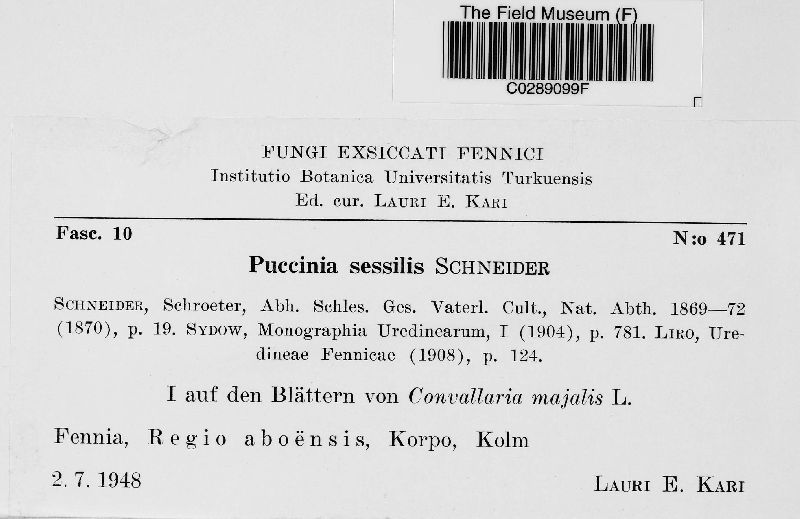 The Field Museum (F)
C0289099F
FUNGI EXSICCATI FENNICI
Institutio Botanica Universitatis Turkuensis
Ed. cur. LAURI E. KARI
Fasc. 10 N:o 471
Puccinia sessilis SCHNEIDER
SCHNEIDER, Schroeter, Abh. Schles. Ges. Vaterl. Cult., Nat. Abth. 1869—72
(1870), p. 19. SYDOW, Monographia Uredinearum, I (1904), p. 781. LIRO, Ure-
dineae Fennicae (1908), p. 124.
I auf den Blättern von Convallaria majalis L.
Fennia, Regio aboënsis, Korpo, Kolm
2. 7. 1948 LAURI E. KARI